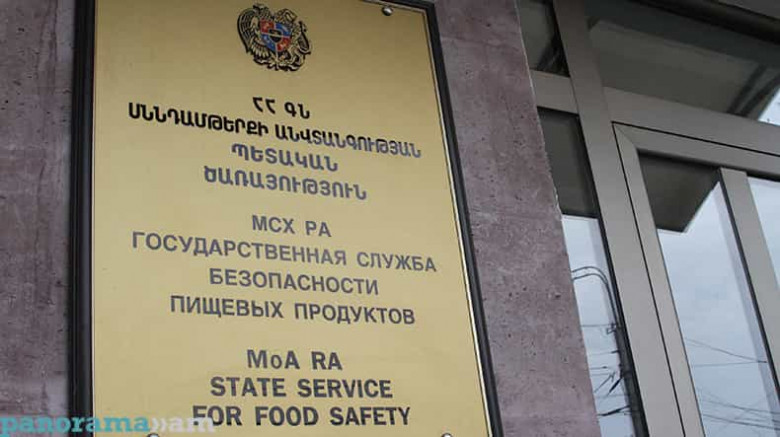 ՀՀ ԳՆ
ՍՆՆԴԱՄԹԵՐՔԻ ԱՆՎՏԱՆԳՈՒԹՅԱՆ
ՊԵՏԱԿԱՆ
ԾԱՌԱՅՈՒԹՅՈՒՆ
МСХ РА
ГОСУДАРСТВЕННАЯ СЛУЖБА
БЕЗОПАСНОСТИ
ПИЩЕВЫХ ПРОДУКТОВ
MoA RA
STATE SERVICE
FOR FOOD SAFETY
panorama»am